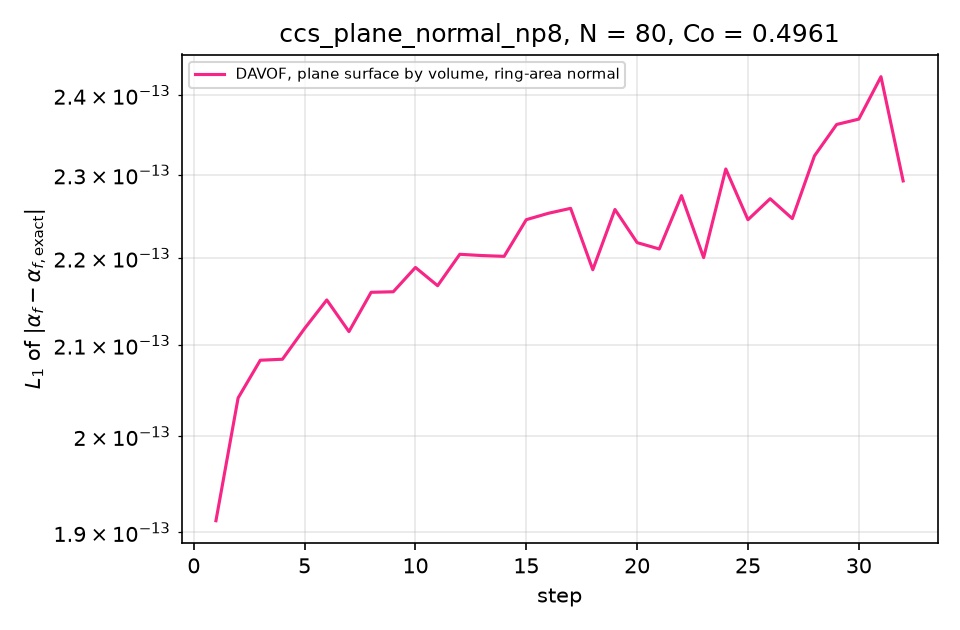 ccs_plane_normal_np8, N = 80, Co = 0.4961
DAVOF, plane surface by volume, ring-area normal
L₁ of |α_f − α_{f, exact}|
2.4 × 10⁻¹³
2.3 × 10⁻¹³
2.2 × 10⁻¹³
2.1 × 10⁻¹³
2 × 10⁻¹³
1.9 × 10⁻¹³
0 5 10 15 20 25 30
step